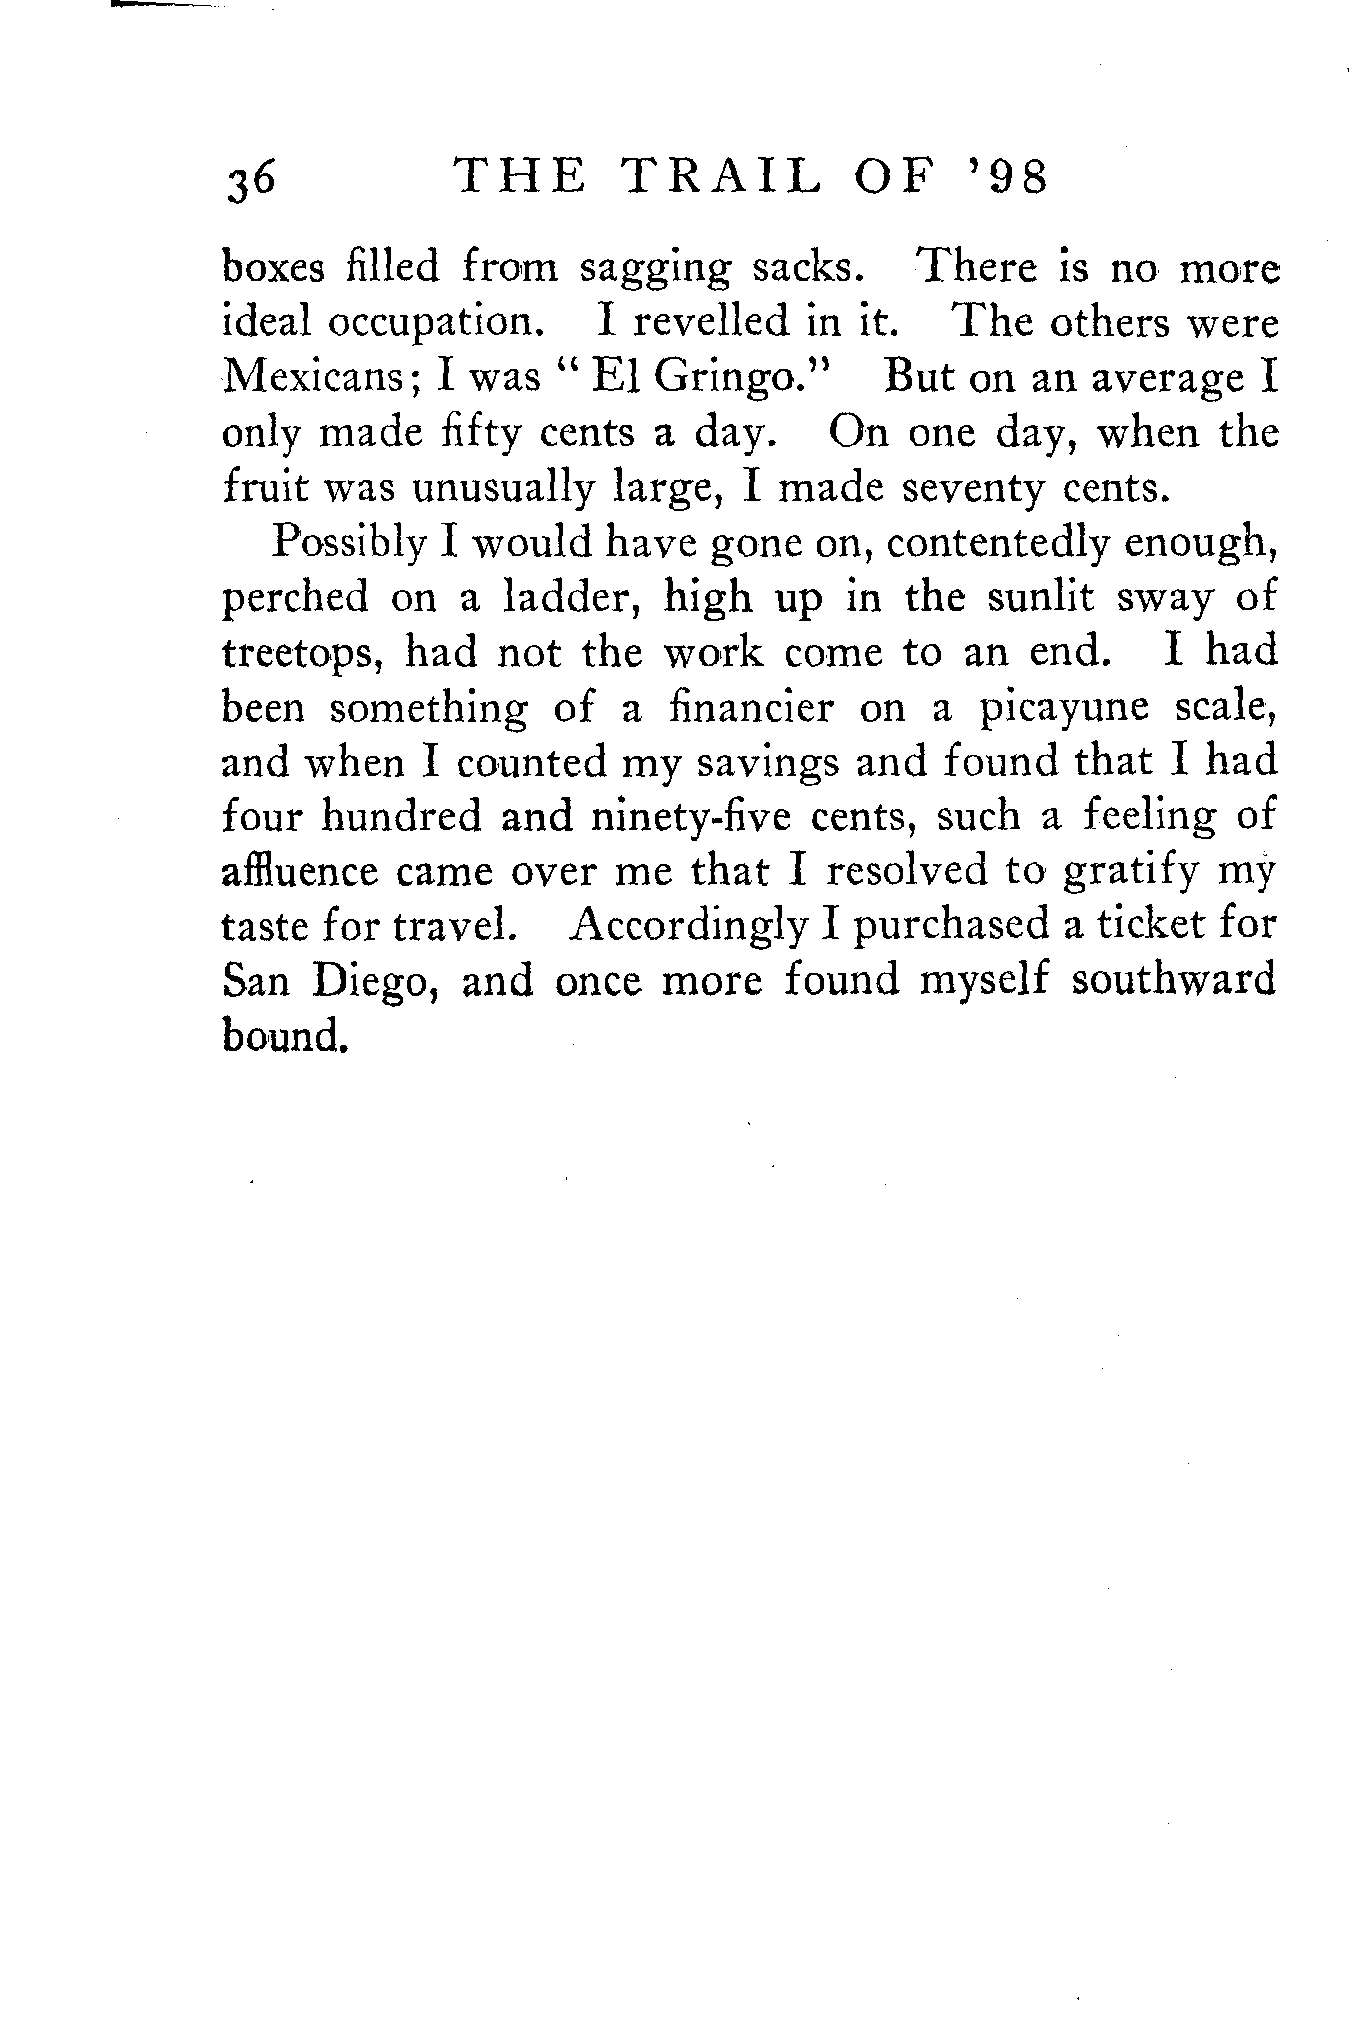 36 THE TRAIL OF '98
boxes filled from sagging sacks. There is no more
ideal occupation. I revelled in it. The others were
Mexicans; I was “ El Gringo.” But on an average I
only made fifty cents a day. On one day, when the
fruit was unusually large, I made seventy cents.
Possibly I would have gone on, contentedly enough,
perched on a ladder, high up in the sunlit sway of
treetops, had not the work come to an end. I had
been something of a financier on a picayune scale,
and when I counted my savings and found that I had
four hundred and ninety-five cents, such a feeling of
affluence came over me that I resolved to gratify my
taste for travel. Accordingly I purchased a ticket for
San Diego, and once more found myself southward
bound.